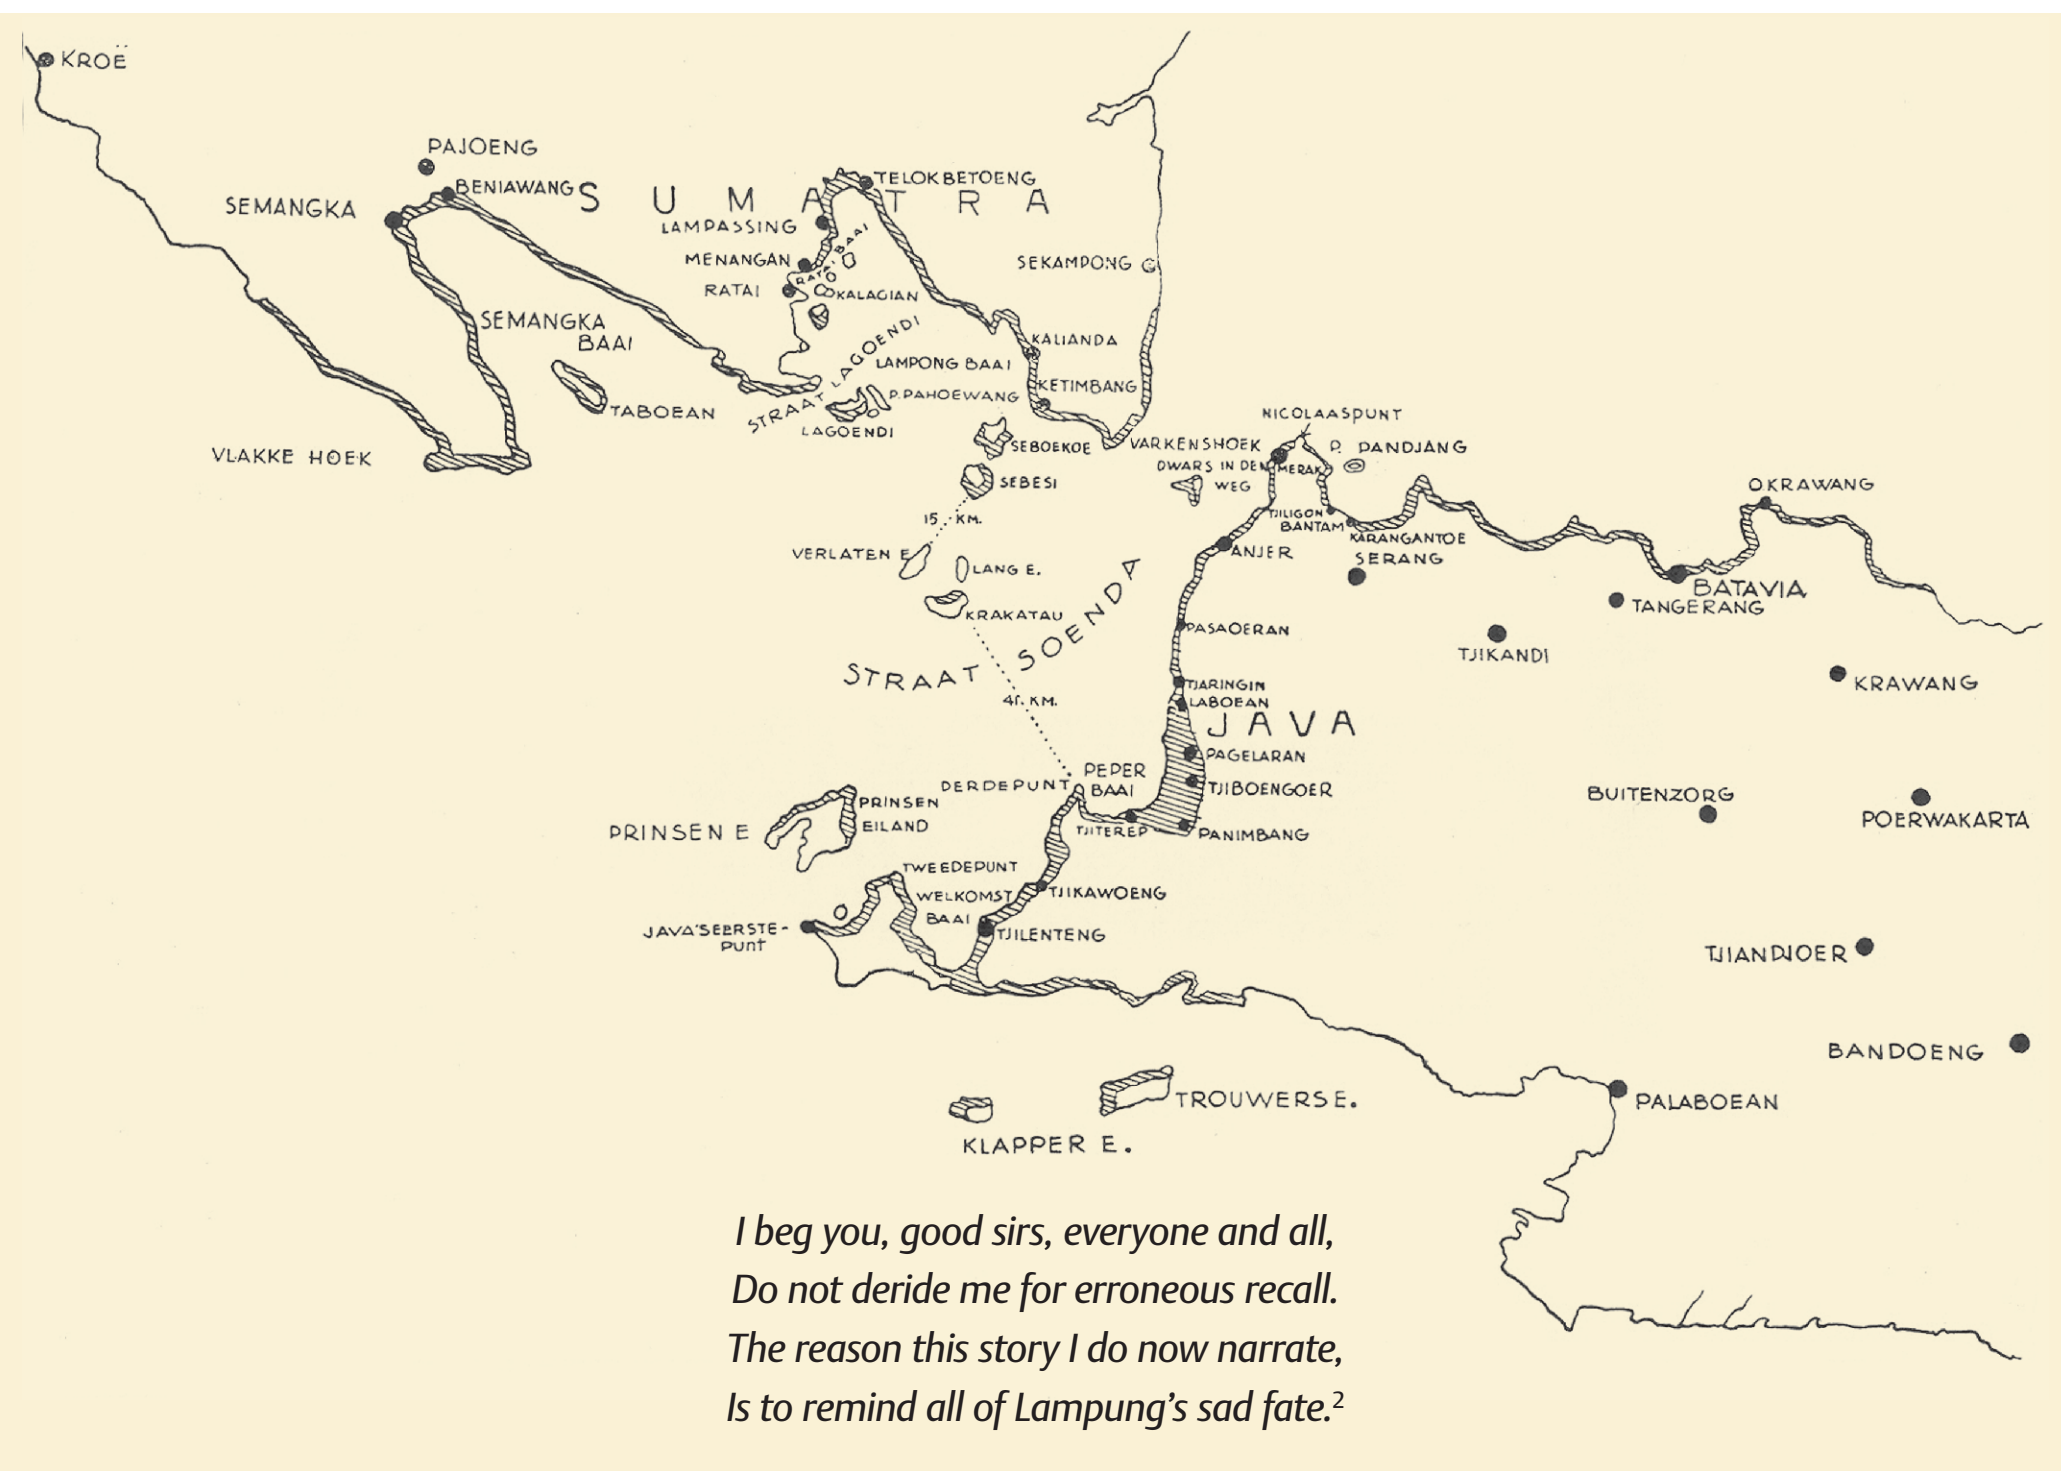 KROË
PAJOENG
BENIAWANG
SEMANGKA
SUMATRA
TELOKBETOENG
LAMPASSING
RATAI BAAI
MENANGAN
RATAI
KALAGIAN
SEKAMPONG
SEMANGKA
BAAI
STRAAT LAGOENDI
LAMPONG BAAI
KALIANDA
KETIMBANG
TABOEAN
P. PAHOEWANG
LAGOENDI
VLAKKE HOEK
SEBOEKOE
SEBESI
VARKENSHOEK
NICOLAASPUNT
P. PANDJANG
DWARS IN DEN
WEG
MERAK
15. KM.
VERLATEN E
LANG E.
KRAKATAU
STRAAT SOENDA
41. KM.
TJILIGON
BANTAM
KARANGANTOE
SERANG
ANJER
OKRAWANG
BATAVIA
TANGERANG
PASAOERAN
TJIKANDI
KRAWANG
TJARINGIN
LABOEAN
JAVA
PAGELARAN
TJIBOENGOER
PANIMBANG
PEPER
BAAI
DERDEPUNT
TJITEREP
BUITENZORG
POERWAKARTA
PRINSEN
EILAND
PRINSEN E
TWEEDEPUNT
WELKOMST
BAAI
TJIKAWOENG
TJILENTENG
JAVA'SEERSTE-
PUNT
TJIANDJOER
BANDOENG
PALABOEAN
TROUWERSE.
KLAPPER E.
I beg you, good sirs, everyone and all,
Do not deride me for erroneous recall.
The reason this story I do now narrate,
Is to remind all of Lampung’s sad fate.²